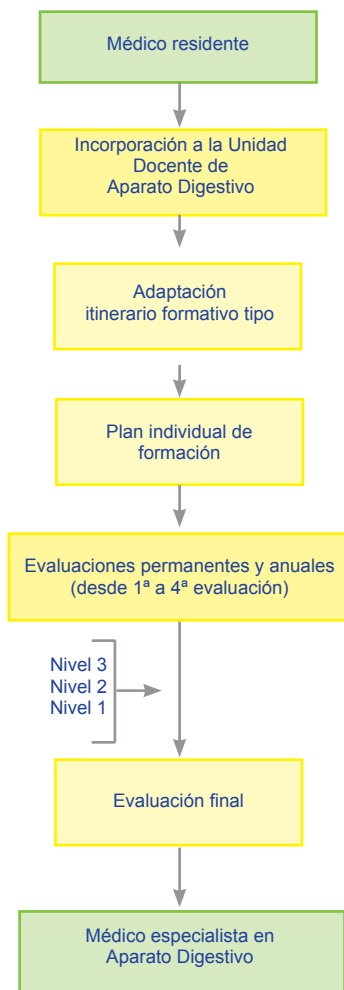 Médico residente
Incorporación a la Unidad
Docente de
Aparato Digestivo
Adaptación
itinerario formativo tipo
Plan individual de
formación
Evaluaciones permanentes y anuales
(desde 1ª a 4ª evaluación)
Nivel 3
Nivel 2
Nivel 1
Evaluación final
Médico especialista en
Aparato Digestivo